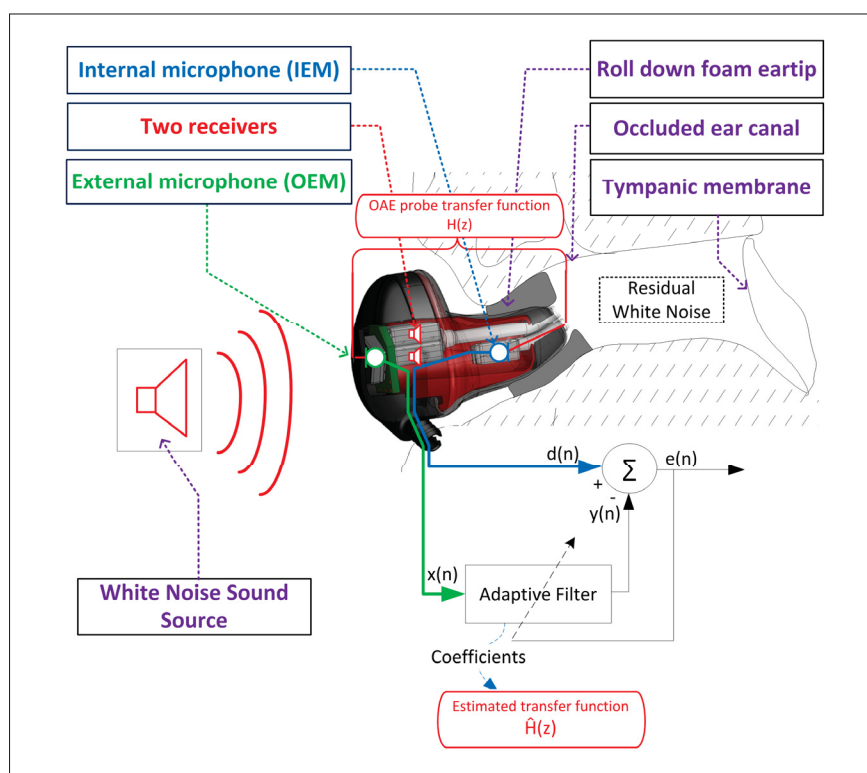 Internal microphone (IEM)
Two receivers
External microphone (OEM)
Roll down foam eartip
Occluded ear canal
Tympanic membrane
OAE probe transfer function
H(z)
Residual
White Noise
White Noise Sound
Source
d(n)
+
Σ
e(n)
-
y(n)
x(n)
Adaptive Filter
Coefficients
Estimated transfer function
Ĥ(z)